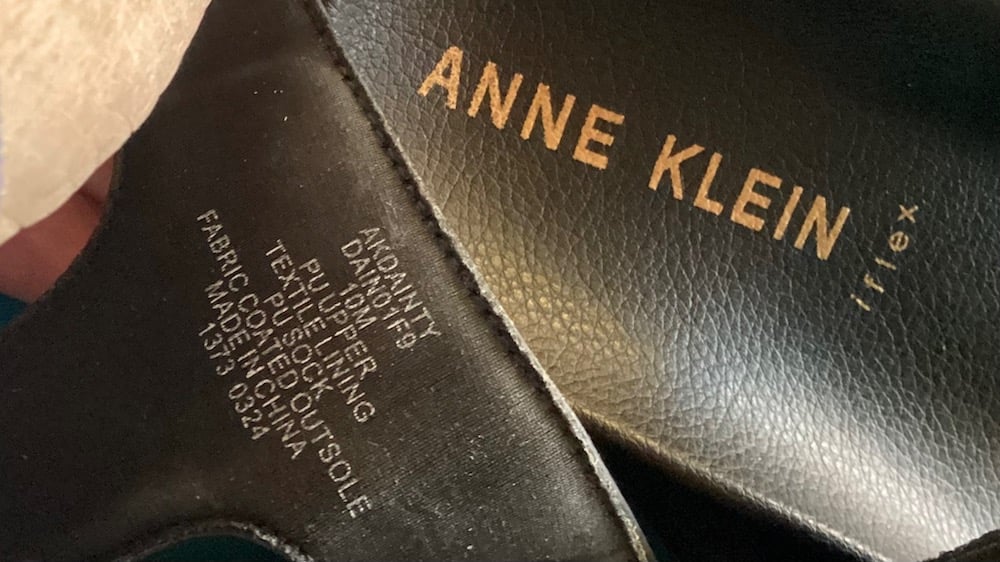 ANNE KLEIN
iflex
AKDAINTY
DAIN01F9
10M
PU UPPER
TEXTILE LINING
PU SOCK
FABRIC COATED OUTSOLE
MADE IN CHINA
1373 0324